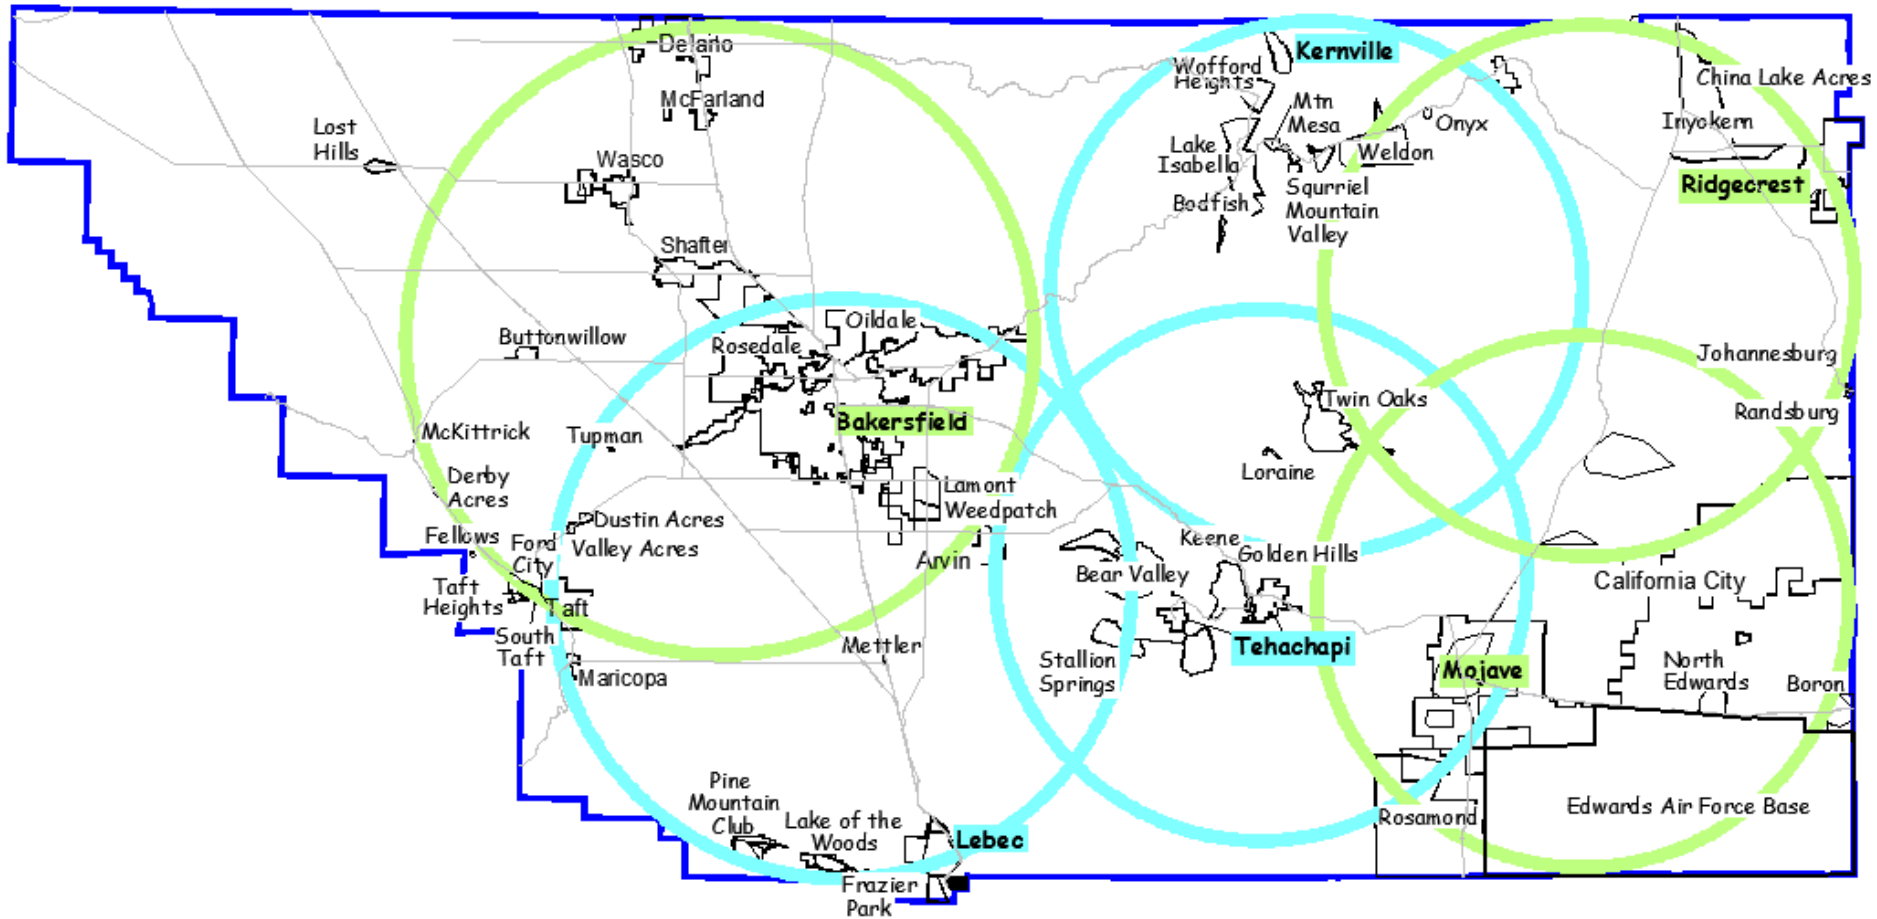 Delano
Kernville
Wofford
Heights
China Lake Acres
McFarland
Mtn
Mesa
Onyx
Inyokern
Lost
Hills
Wasco
Lake
Isabella
Weldon
Ridgecrest
Squrriel
Mountain
Valley
Bodfish
Shafter
Oildale
Buttonwillow
Rosedale
Johannesburg
Twin Oaks
Randsburg
McKittrick
Tupman
Bakersfield
Loraine
Derby
Acres
Lamont
Weedpatch
Dustin Acres
Valley Acres
Fellows
Ford
City
Keene
Golden Hills
Arvin
Bear Valley
California City
Taft
Heights
Taft
South
Taft
Mettler
Tehachapi
Stallion
Springs
Mojave
North
Edwards
Boron
Maricopa
Pine
Mountain
Club
Lake of the
Woods
Lebec
Rosamond
Edwards Air Force Base
Frazier
Park